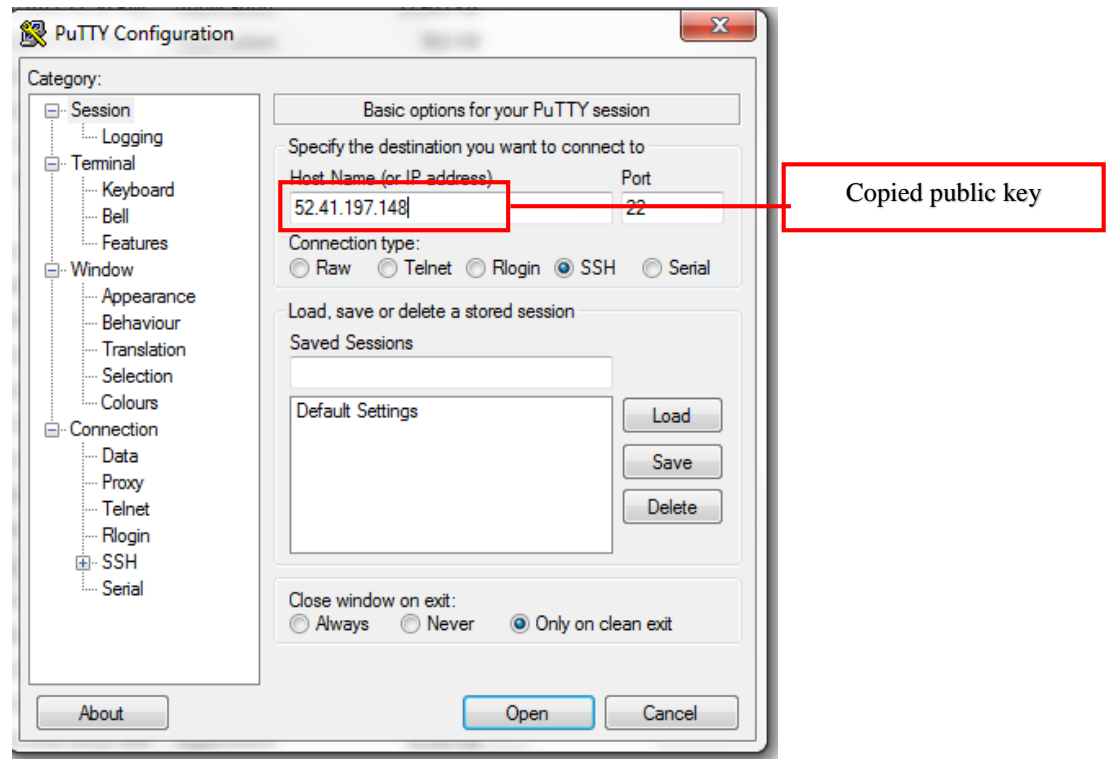 PuTTY Configuration
Category:
Session
Logging
Terminal
Keyboard
Bell
Features
Window
Appearance
Behaviour
Translation
Selection
Colours
Connection
Data
Proxy
Telnet
Rlogin
SSH
Serial
Basic options for your PuTTY session
Specify the destination you want to connect to
Host Name (or IP address) Port
52.41.197.148 22
Copied public key
Connection type:
Raw Telnet Rlogin SSH Serial
Load, save or delete a stored session
Saved Sessions
Default Settings
Load
Save
Delete
Close window on exit:
Always Never Only on clean exit
About Open Cancel